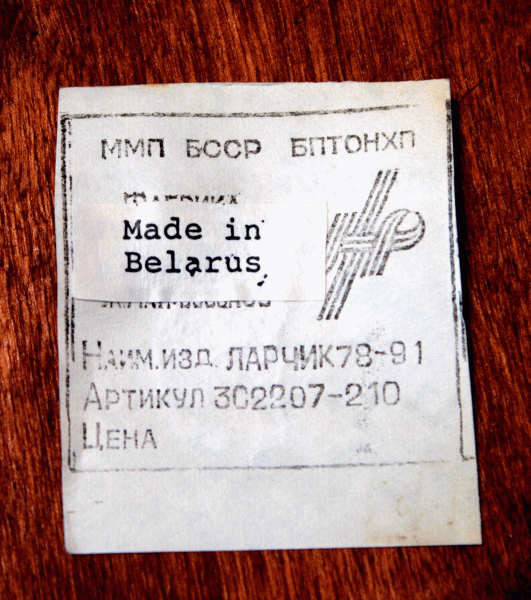 ММП БССР БПТОНХП
Made in
Belarus
Наим.изд. ЛАРЧИК78-91
Артикул 302207-210
Цена